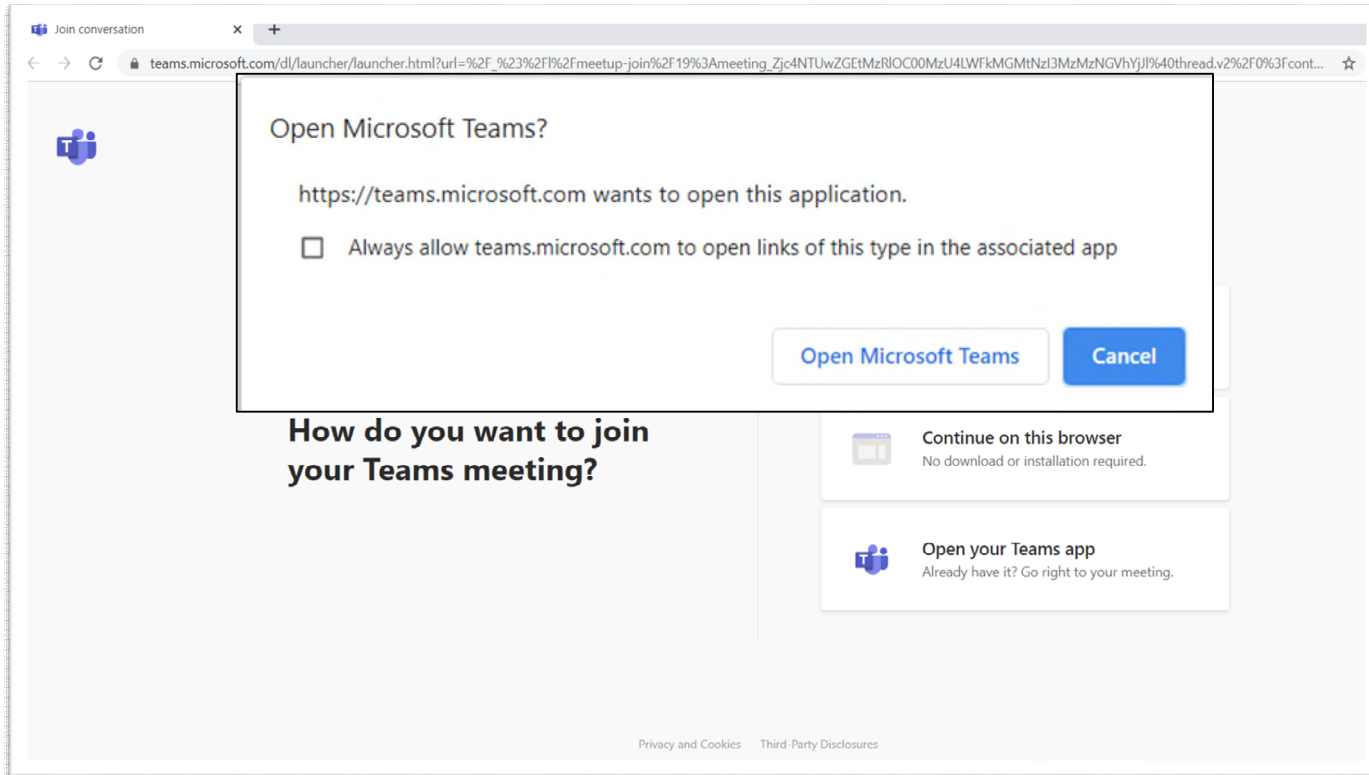 Join conversation
teams.microsoft.com/dl/launcher/launcher.html?url=%2F_%23%2Fl%2Fmeetup-join%2F19%3Ameeting_Zjc4NTUwZGEtMzRlOC00MzU4LWFkMGMtNzI3MzMzNGVhYjJl%40thread.v2%2F0%3Fcont...
Open Microsoft Teams?
https://teams.microsoft.com wants to open this application.
Always allow teams.microsoft.com to open links of this type in the associated app
Open Microsoft Teams Cancel
How do you want to join
your Teams meeting?
Continue on this browser
No download or installation required.
Open your Teams app
Already have it? Go right to your meeting.
Privacy and Cookies Third-Party Disclosures